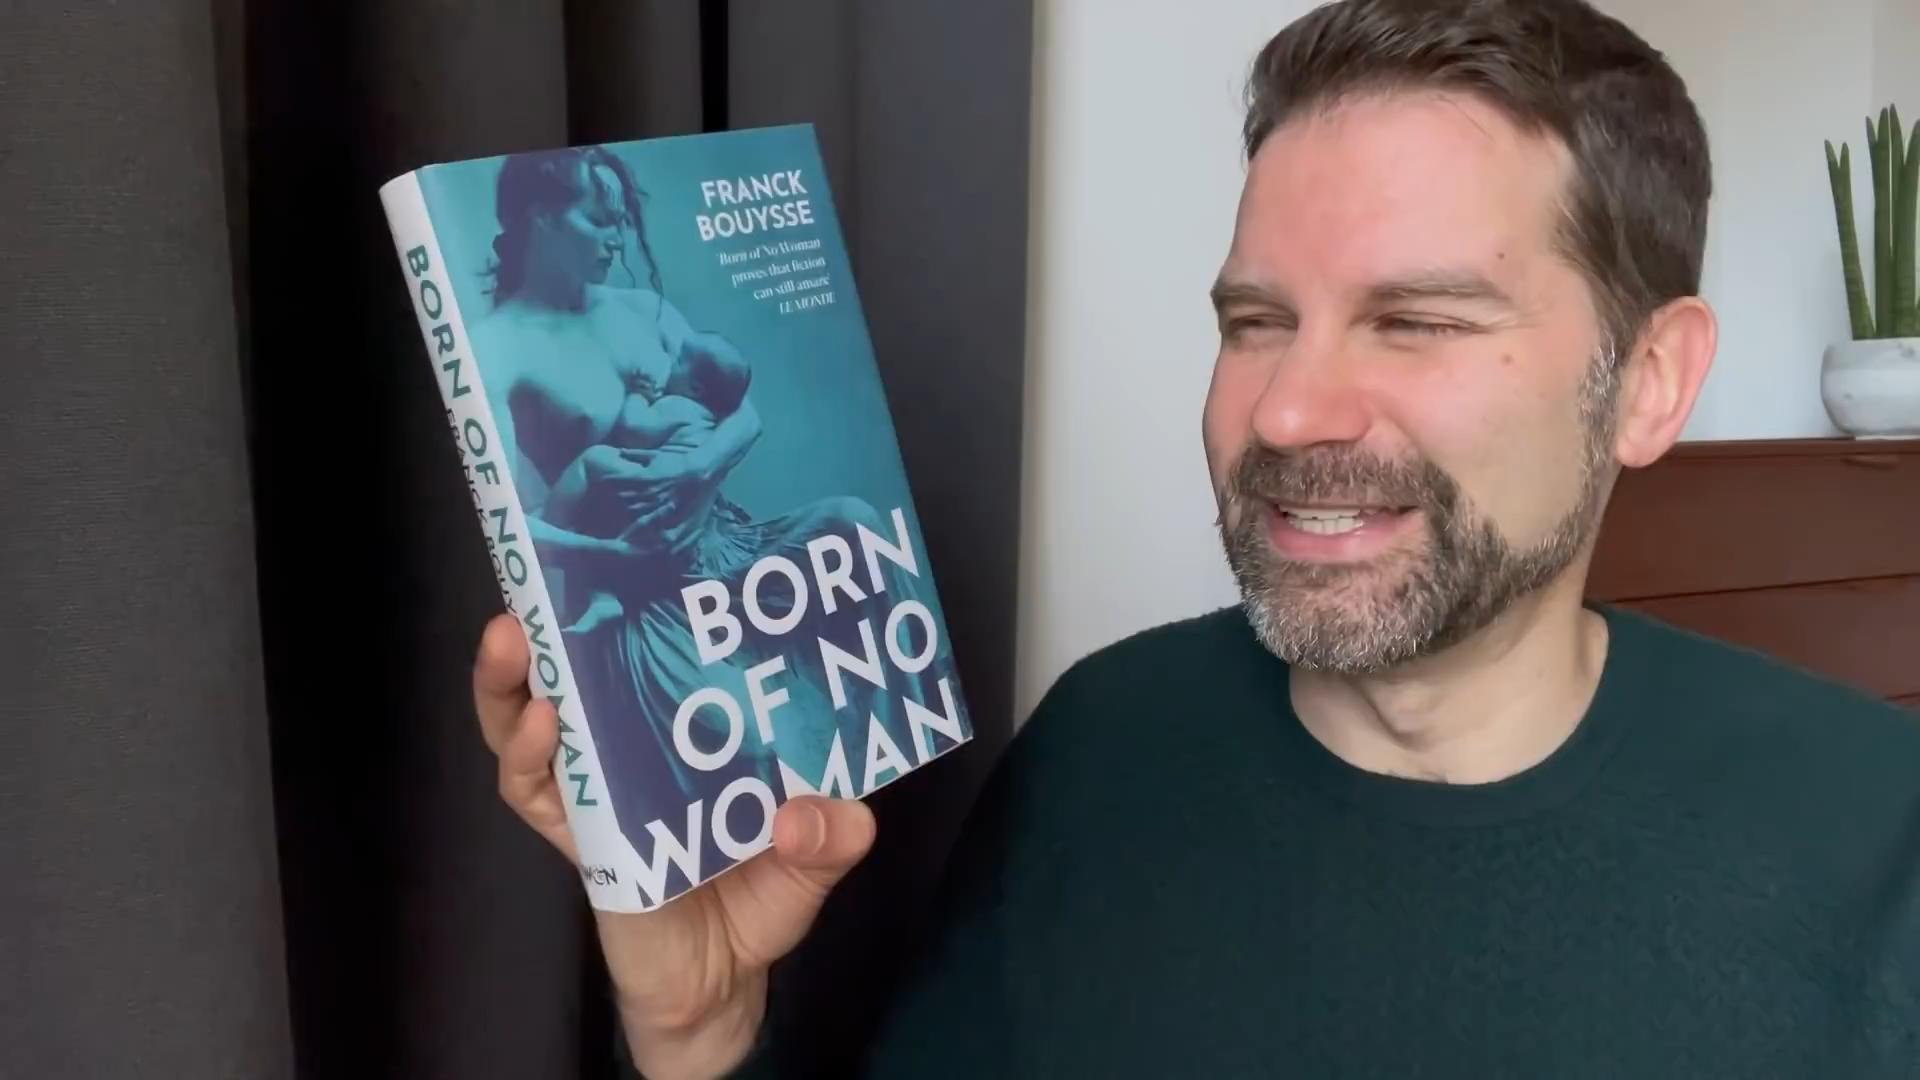 FRANCK
BOUYSSE
'Born of No Woman
proves that fiction
can still amaze'
LE MONDE
BORN
OF NO
WOMAN
BORN OF NO WOMAN
FRANCK